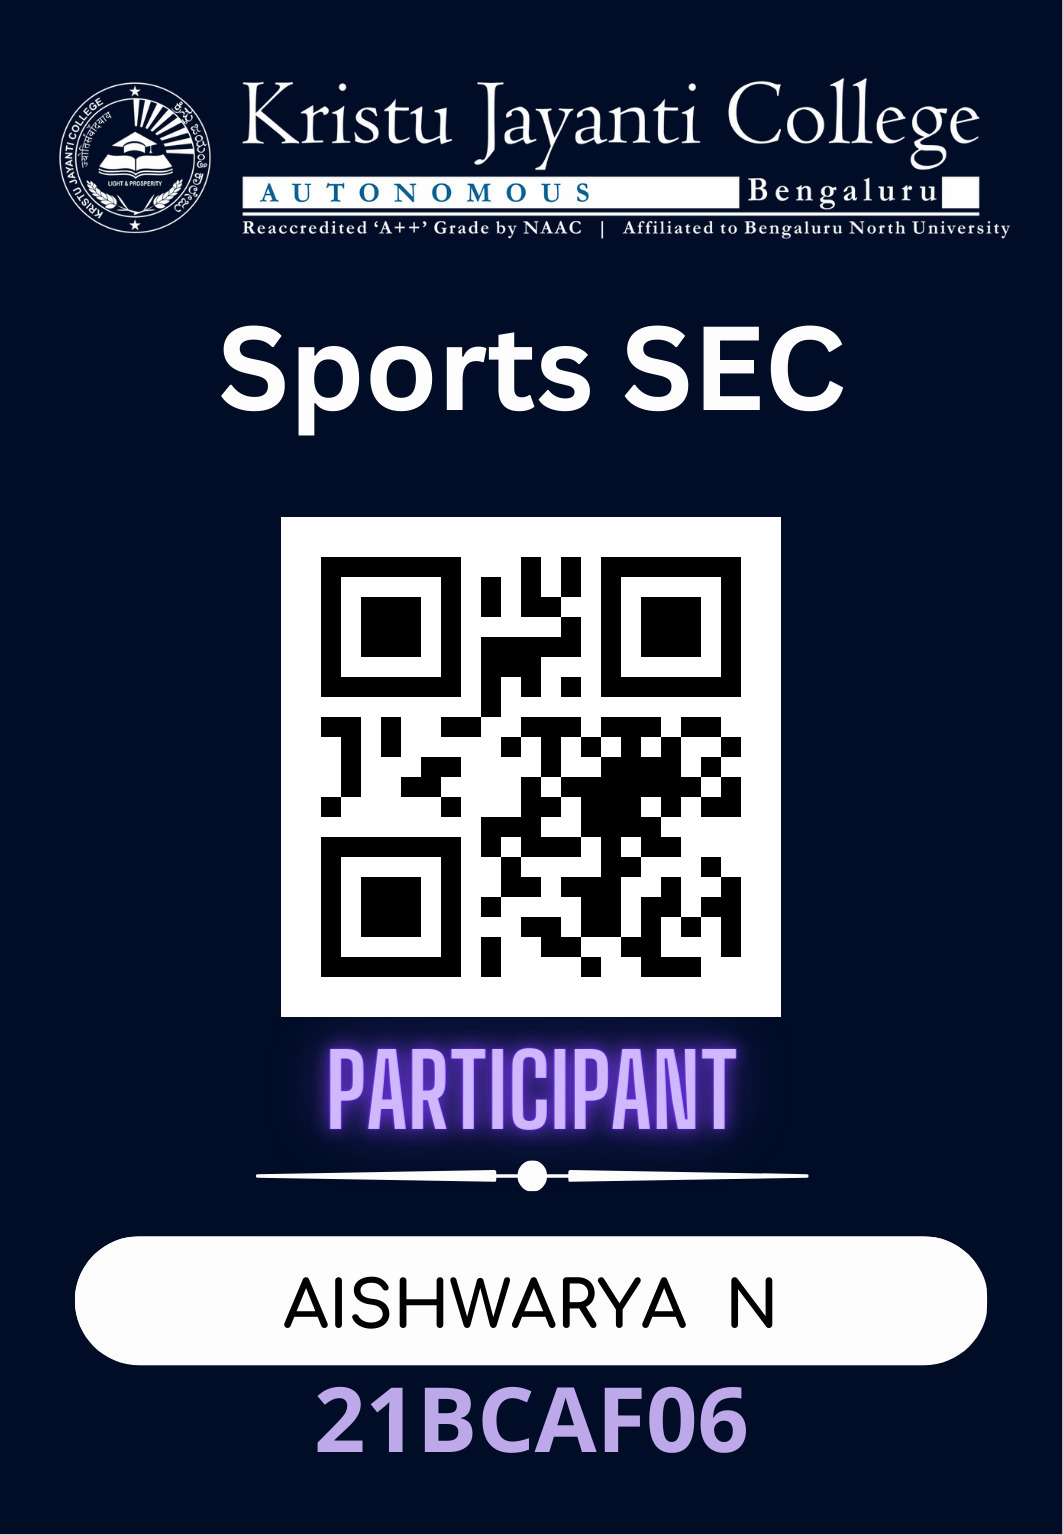 Kristu Jayanti College
AUTONOMOUS Bengaluru
Reaccredited ‘A++’ Grade by NAAC | Affiliated to Bengaluru North University
KRISTU JAYANTI COLLEGE
LIGHT & PROSPERITY
Sports SEC
PARTICIPANT
AISHWARYA N
21BCAF06